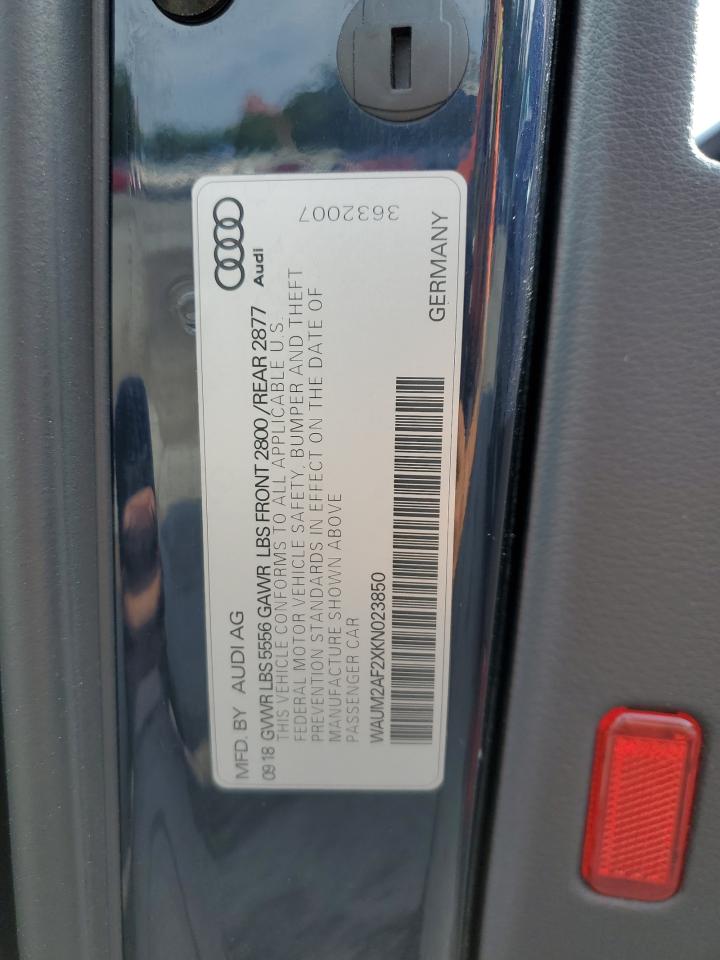 MFD. BY AUDI AG
Audi
09 18 GVWR LBS 5556 GAWR LBS FRONT 2800 / REAR 2877
THIS VEHICLE CONFORMS TO ALL APPLICABLE U.S.
FEDERAL MOTOR VEHICLE SAFETY, BUMPER AND THEFT
PREVENTION STANDARDS IN EFFECT ON THE DATE OF
MANUFACTURE SHOWN ABOVE
PASSENGER CAR
3632007
WAUM2AF2XKN023850
GERMANY